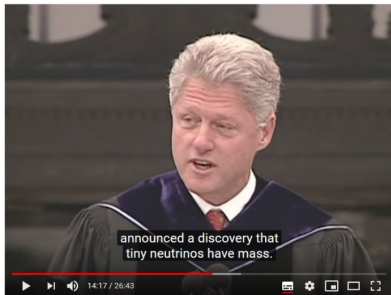 announced a discovery that
tiny neutrinos have mass.
14:17 / 26:43